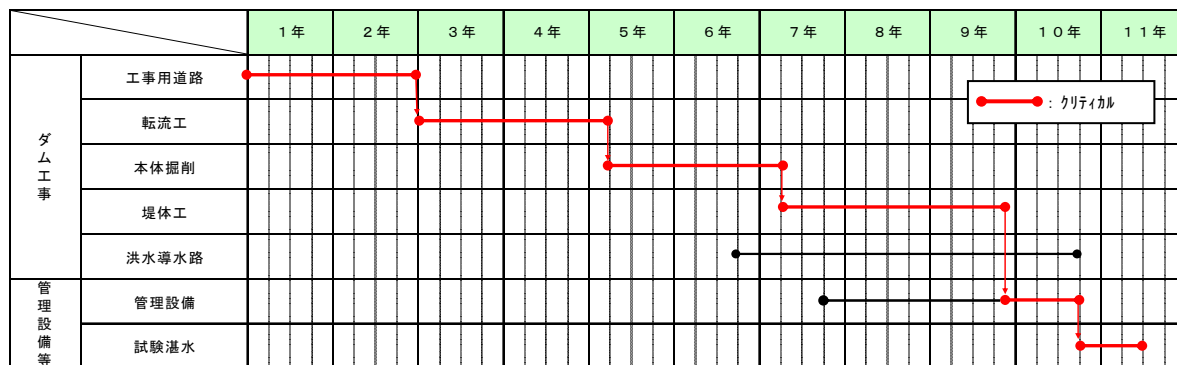 1年 2年 3年 4年 5年 6年 7年 8年 9年 10年 11年
ダム工事
工事用道路
: クリティカル
転流工
本体掘削
堤体工
洪水導水路
管理設備等
管理設備
試験湛水